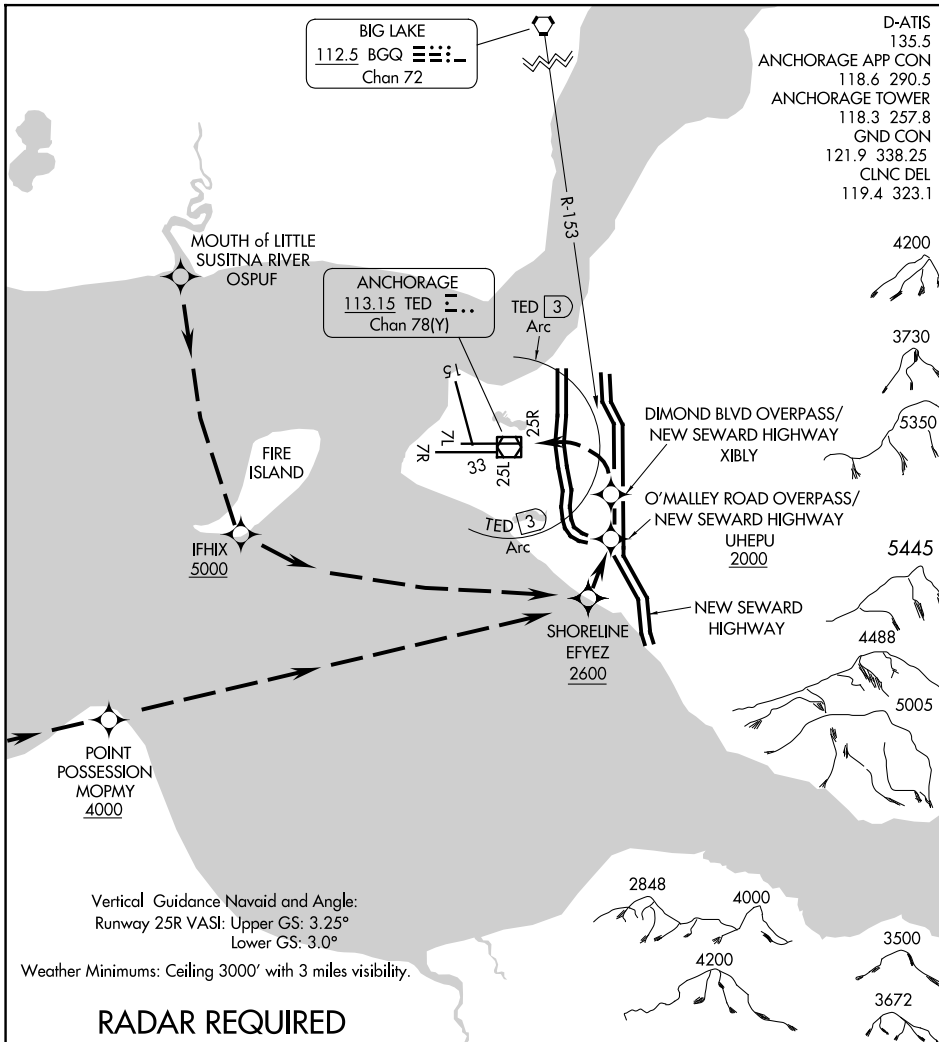 BIG LAKE
112.5 BGQ
Chan 72
D-ATIS
135.5
ANCHORAGE APP CON
118.6 290.5
ANCHORAGE TOWER
118.3 257.8
GND CON
121.9 338.25
CLNC DEL
119.4 323.1
R-153
MOUTH of LITTLE
SUSITNA RIVER
OSPUF
ANCHORAGE
113.15 TED
Chan 78(Y)
TED 3
Arc
4200
3730
5350
15
7L
7R
33
25L
25R
DIMOND BLVD OVERPASS/
NEW SEWARD HIGHWAY
XIBLY
FIRE
ISLAND
TED 3
Arc
O'MALLEY ROAD OVERPASS/
NEW SEWARD HIGHWAY
UHEPU
2000
IFHIX
5000
5445
NEW SEWARD
HIGHWAY
SHORELINE
EFYEZ
2600
4488
5005
POINT
POSSESSION
MOPMY
4000
Vertical Guidance Navaid and Angle:
Runway 25R VASI: Upper GS: 3.25°
Lower GS: 3.0°
Weather Minimums: Ceiling 3000' with 3 miles visibility.
RADAR REQUIRED
2848
4000
4200
3500
3672